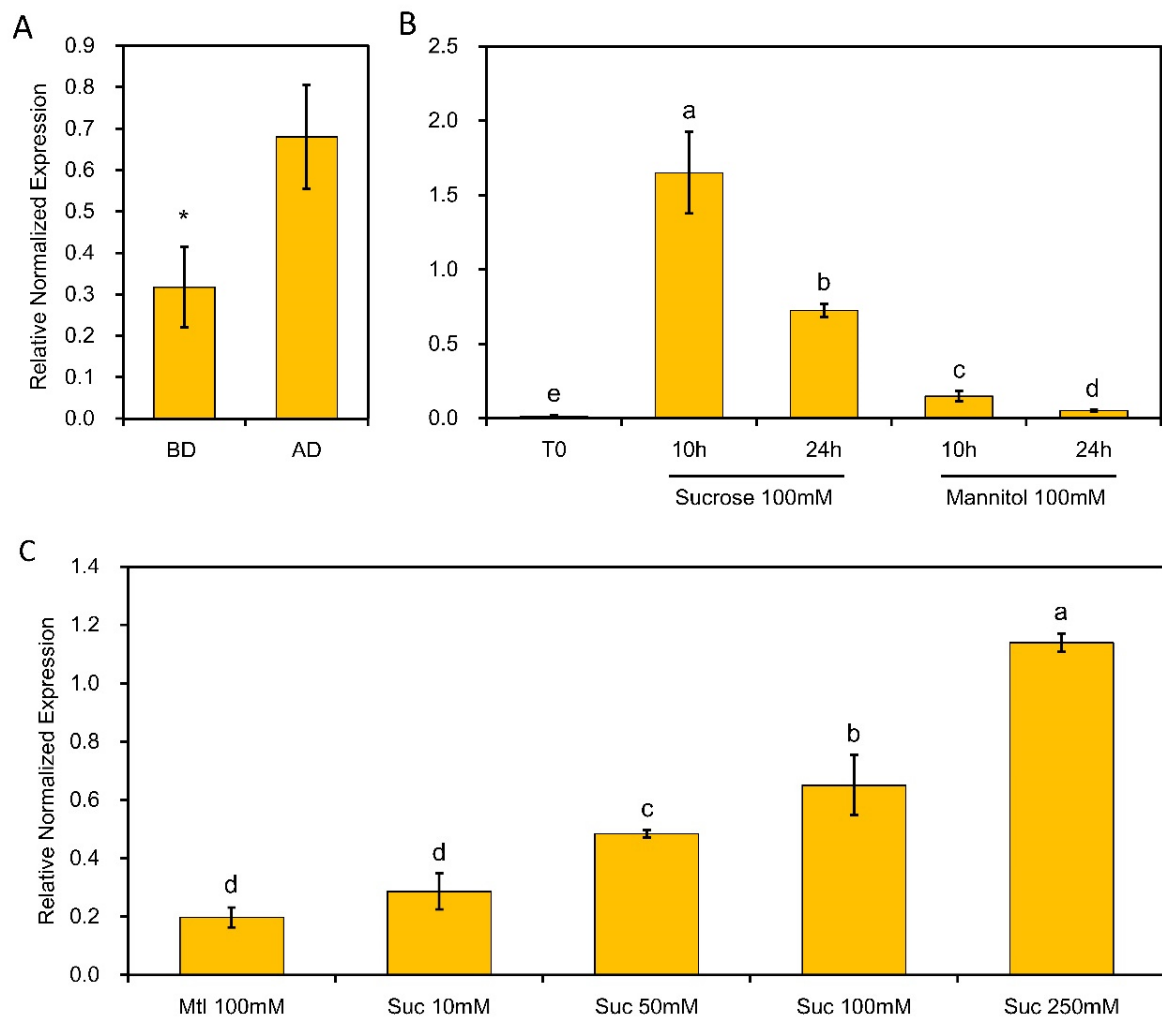 A
Relative Normalized Expression
0.9
0.8
0.7
0.6
0.5
0.4
0.3
0.2
0.1
0.0
*
BD AD
B
2.5
2.0
1.5
1.0
0.5
0.0
e a b c d
T0 10h 24h 10h 24h
Sucrose 100mM Mannitol 100mM
C
Relative Normalized Expression
1.4
1.2
1.0
0.8
0.6
0.4
0.2
0.0
d d c b a
Mtl 100mM Suc 10mM Suc 50mM Suc 100mM Suc 250mM